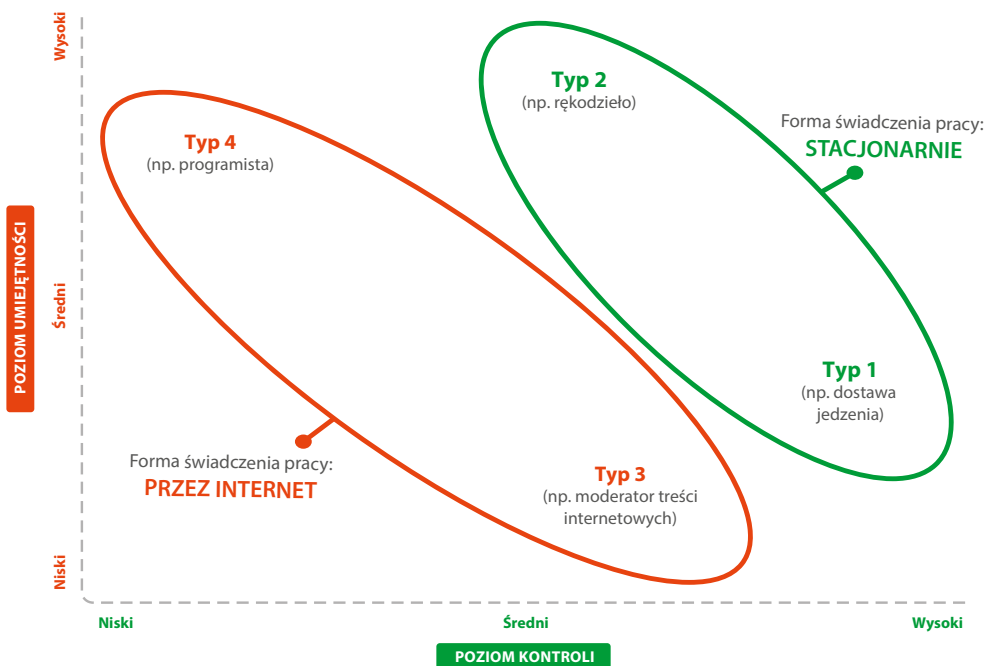 Wysoki
Typ 2
(np. rękodzieło)
Forma świadczenia pracy:
STACJONARNIE
Typ 4
(np. programista)
POZIOM UMIEJĘTNOŚCI
Średni
Typ 1
(np. dostawa
jedzenia)
Forma świadczenia pracy:
PRZEZ INTERNET
Typ 3
(np. moderator treści
internetowych)
Niski
Niski
Średni
Wysoki
POZIOM KONTROLI